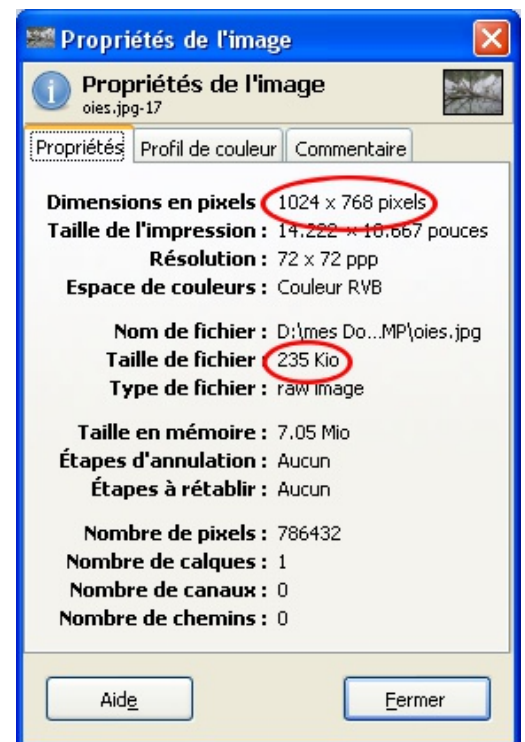 Propriétés de l'image
Propriétés de l'image
oies.jpg-17
Propriétés Profil de couleur Commentaire
Dimensions en pixels : 1024 x 768 pixels
Taille de l'impression : 14.222 × 10.667 pouces
Résolution : 72 x 72 ppp
Espace de couleurs : Couleur RVB
Nom de fichier : D:\mes Do...MP\oies.jpg
Taille de fichier : 235 Kio
Type de fichier : raw image
Taille en mémoire : 7.05 Mio
Étapes d'annulation : Aucun
Étapes à rétablir : Aucun
Nombre de pixels : 786432
Nombre de calques : 1
Nombre de canaux : 0
Nombre de chemins : 0
Aide Fermer